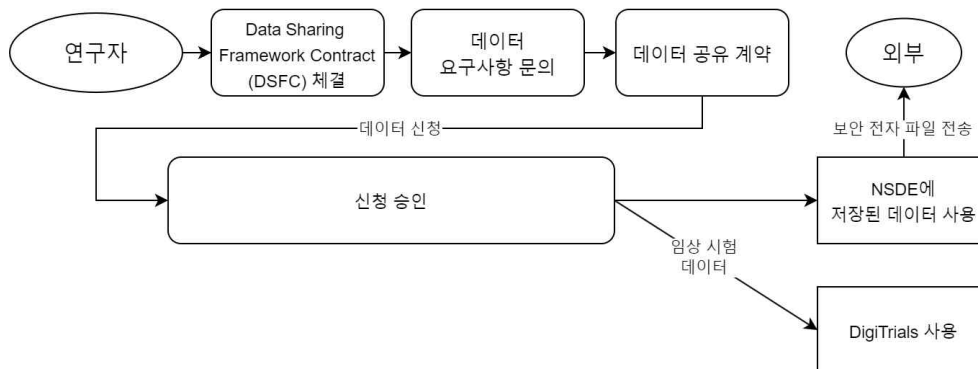 연구자
Data Sharing
Framework Contract
(DSFC) 체결
데이터
요구사항 문의
데이터 공유 계약
외부
데이터 신청
보안 전자 파일 전송
신청 승인
NSDE에
저장된 데이터 사용
임상 시험
데이터
DigiTrials 사용